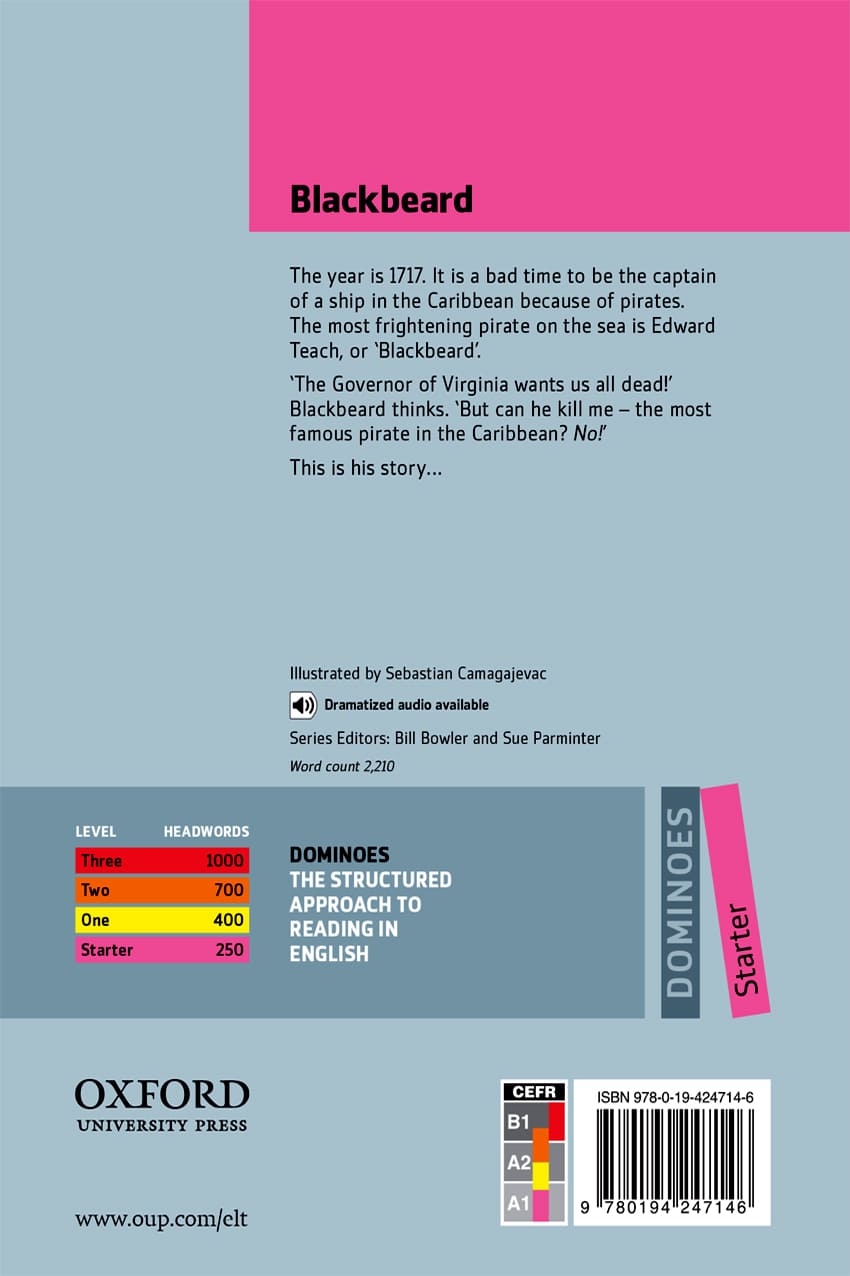 Blackbeard
The year is 1717. It is a bad time to be the captain
of a ship in the Caribbean because of pirates.
The most frightening pirate on the sea is Edward
Teach, or ‘Blackbeard’.
‘The Governor of Virginia wants us all dead!’
Blackbeard thinks. ‘But can he kill me – the most
famous pirate in the Caribbean? No!’
This is his story...
Illustrated by Sebastian Camagajevac
Dramatized audio available
Series Editors: Bill Bowler and Sue Parminter
Word count 2,210
LEVEL HEADWORDS
Three 1000
Two 700
One 400
Starter 250
DOMINOES
THE STRUCTURED
APPROACH TO
READING IN
ENGLISH
DOMINOES
Starter
OXFORD
UNIVERSITY PRESS
www.oup.com/elt
CEFR
B1
A2
A1
ISBN 978-0-19-424714-6
9 780194 247146